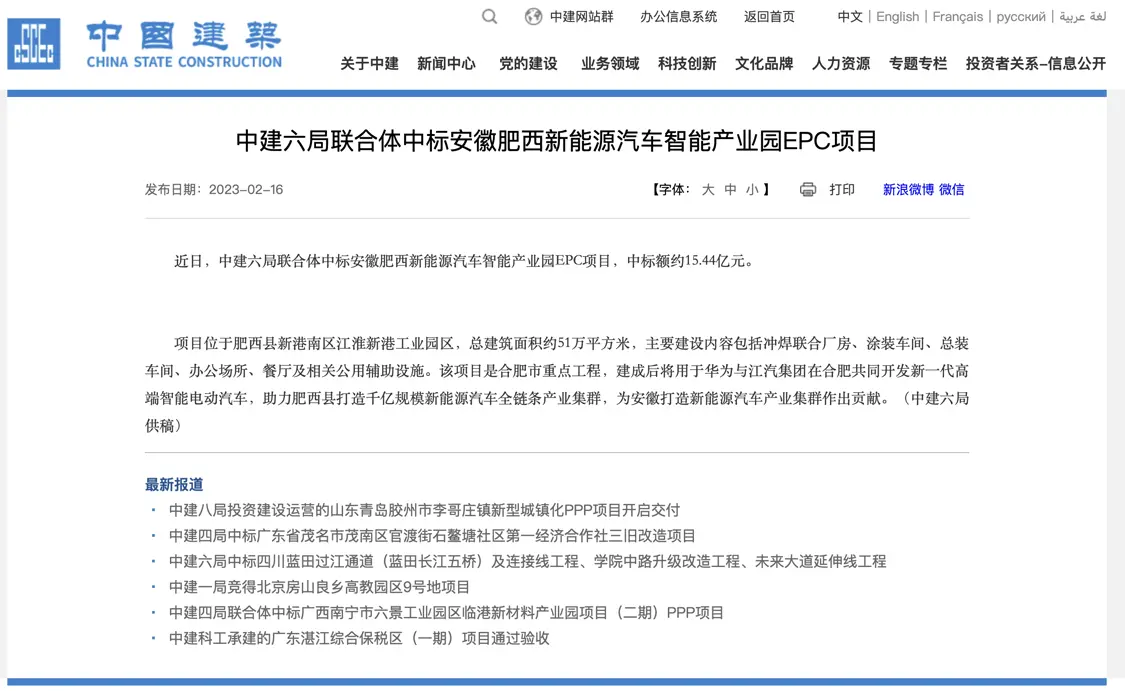 中建网站群 办公信息系统 返回首页 中文 | English | Français | русский | لغة عربية
CSCEC
中國建築
CHINA STATE CONSTRUCTION
关于中建 新闻中心 党的建设 业务领域 科技创新 文化品牌 人力资源 专题专栏 投资者关系-信息公开
中建六局联合体中标安徽肥西新能源汽车智能产业园EPC项目
发布日期：2023-02-16 【字体： 大 中 小 】 打印 新浪微博 微信
近日，中建六局联合体中标安徽肥西新能源汽车智能产业园EPC项目，中标额约15.44亿元。
项目位于肥西县新港南区江淮新港工业园区，总建筑面积约51万平方米，主要建设内容包括冲焊联合厂房、涂装车间、总装
车间、办公场所、餐厅及相关公用辅助设施。该项目是合肥市重点工程，建成后将用于华为与江汽集团在合肥共同开发新一代高
端智能电动汽车，助力肥西县打造千亿规模新能源汽车全链条产业集群，为安徽打造新能源汽车产业集群作出贡献。（中建六局
供稿）
最新报道
· 中建八局投资建设运营的山东青岛胶州市李哥庄镇新型城镇化PPP项目开启交付
· 中建四局中标广东省茂名市茂南区官渡街石鳌塘社区第一经济合作社三旧改造项目
· 中建六局中标四川蓝田过江通道（蓝田长江五桥）及连接线工程、学院中路升级改造工程、未来大道延伸线工程
· 中建一局竞得北京房山良乡高教园区9号地项目
· 中建四局联合体中标广西南宁市六景工业园区临港新材料产业园项目（二期）PPP项目
· 中建科工承建的广东湛江综合保税区（一期）项目通过验收